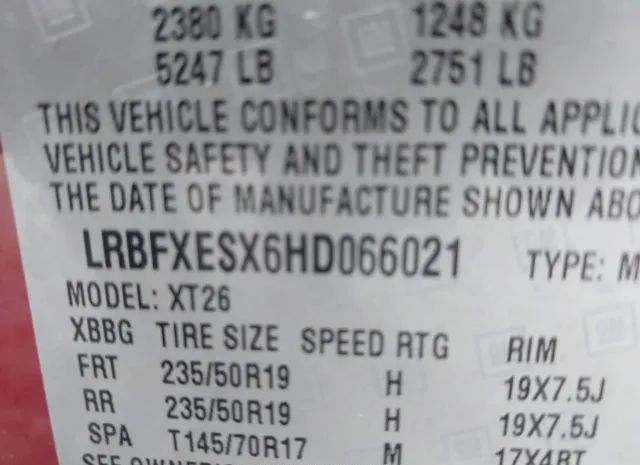 2380 KG 1248 KG
5247 LB 2751 LB
THIS VEHICLE CONFORMS TO ALL APPLIC
VEHICLE SAFETY AND THEFT PREVENTION
THE DATE OF MANUFACTURE SHOWN ABO
LRBFXESX6HD066021 TYPE: M
MODEL: XT26
XBBG TIRE SIZE SPEED RTG RIM
FRT 235/50R19 H 19X7.5J
RR 235/50R19 H 19X7.5J
SPA T145/70R17 M 17X4BT
SEE OWNER'S